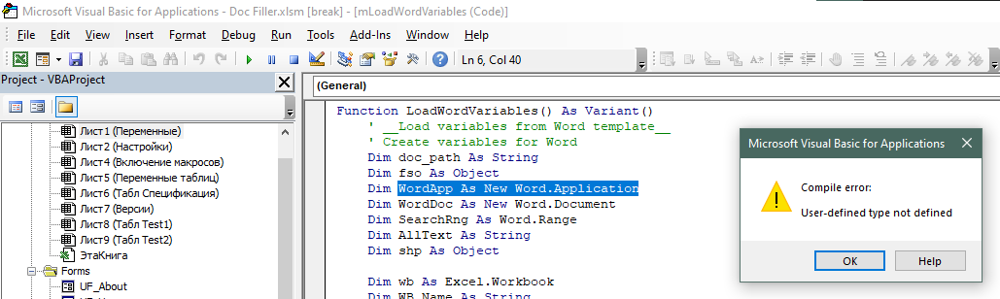 Microsoft Visual Basic for Applications - Doc Filler.xlsm [break] - [mLoadWordVariables (Code)]
File Edit View Insert Format Debug Run Tools Add-Ins Window Help
Ln 6, Col 40
Project - VBAProject
Лист1 (Переменные)
Лист2 (Настройки)
Лист4 (Включение макросов)
Лист5 (Переменные таблиц)
Лист6 (Табл Спецификация)
Лист7 (Версии)
Лист8 (Табл Test1)
Лист9 (Табл Test2)
ЭтаКнига
Forms
UF_About
(General)
Function LoadWordVariables() As Variant()
' __Load variables from Word template__
' Create variables for Word
Dim doc_path As String
Dim fso As Object
Dim WordApp As New Word.Application
Dim WordDoc As New Word.Document
Dim SearchRng As Word.Range
Dim AllText As String
Dim shp As Object
Dim wb As Excel.Workbook
Dim WB_Name As String
Microsoft Visual Basic for Applications
Compile error:
User-defined type not defined
OK
Help